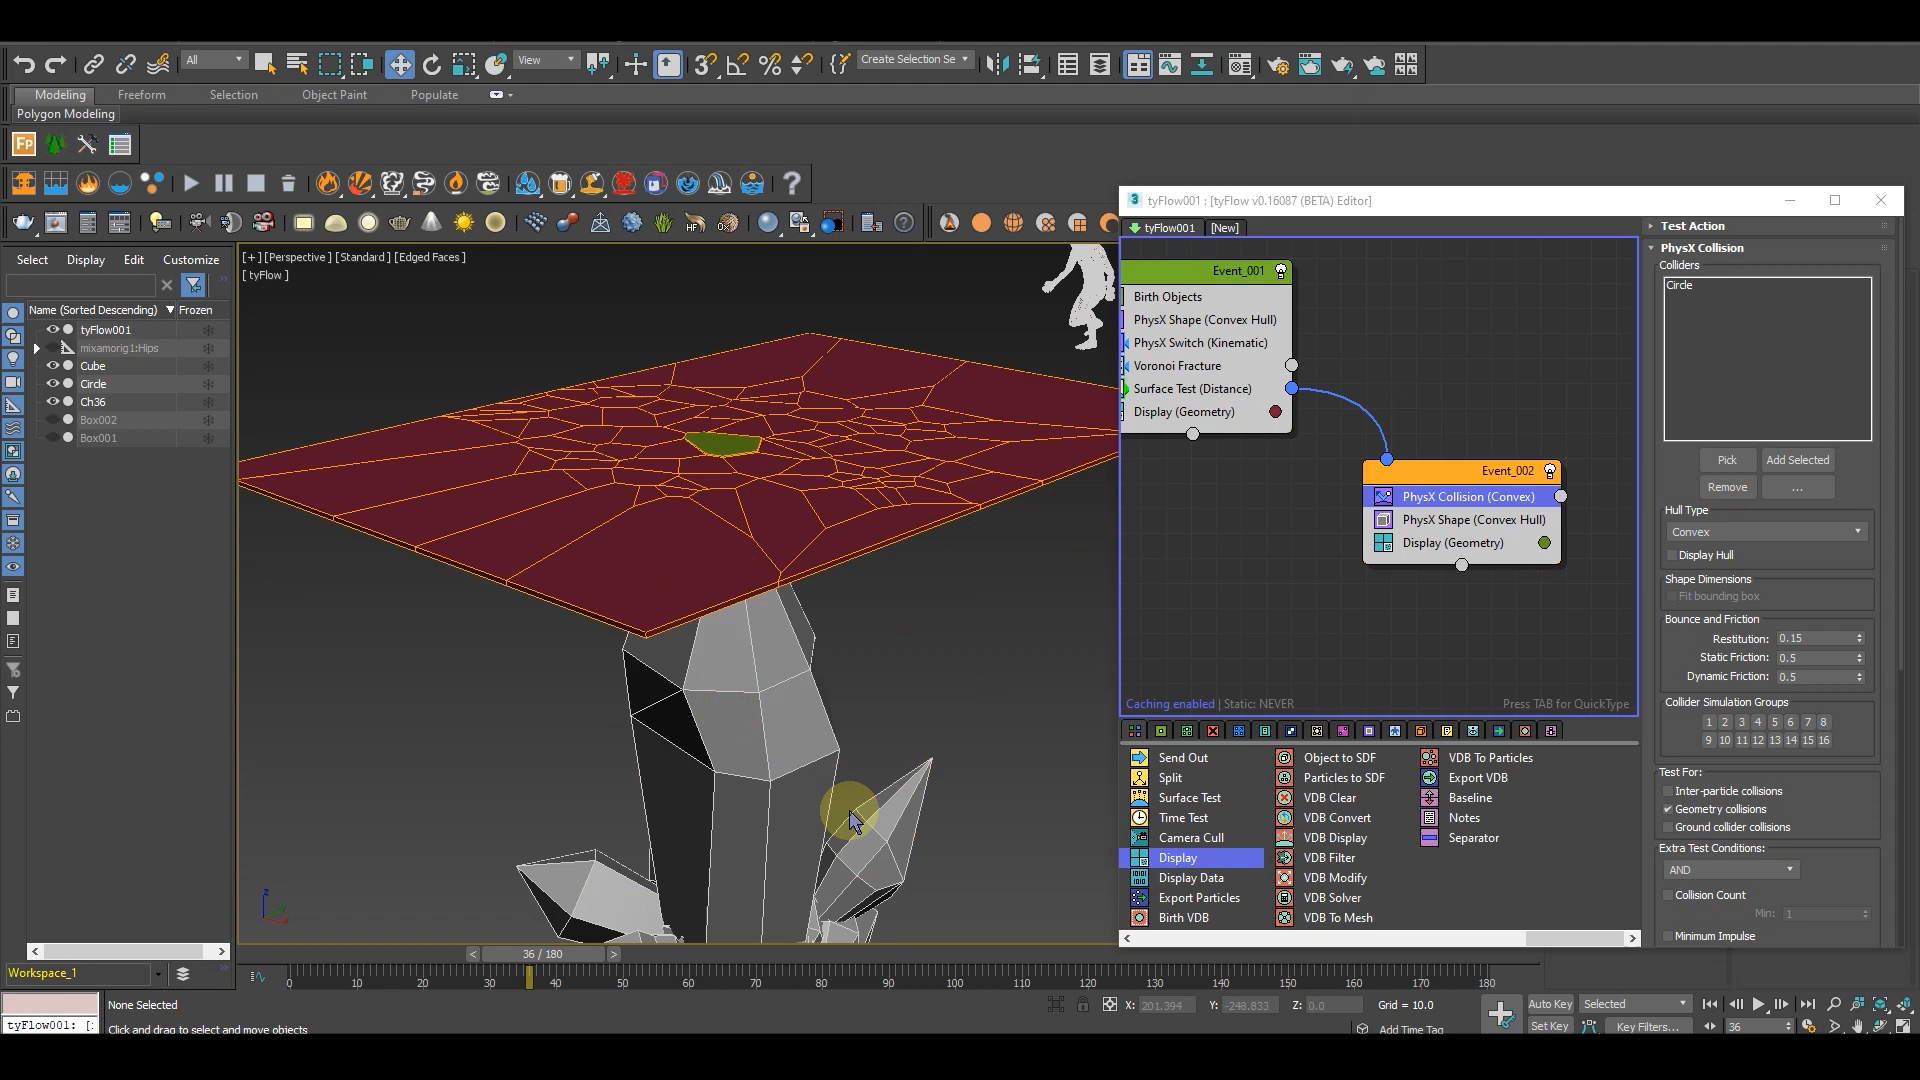 All
View
3
Create Selection Se
Modeling
Freeform
Selection
Object Paint
Populate
Polygon Modeling
Fp
HF
3 tyFlow001 : [tyFlow v0.16087 (BETA) Editor]
tyFlow001
[New]
Select
Display
Edit
Customize
Name (Sorted Descending)
Frozen
tyFlow001
mixamorig1:Hips
Cube
Circle
Ch36
Box002
Box001
[+] [Perspective ] [Standard ] [Edged Faces ]
[ tyFlow ]
Event_001
Birth Objects
PhysX Shape (Convex Hull)
PhysX Switch (Kinematic)
Voronoi Fracture
Surface Test (Distance)
Display (Geometry)
Event_002
PhysX Collision (Convex)
PhysX Shape (Convex Hull)
Display (Geometry)
Caching enabled | Static: NEVER
Press TAB for QuickType
Send Out
Split
Surface Test
Time Test
Camera Cull
Display
Display Data
Export Particles
Birth VDB
Object to SDF
Particles to SDF
VDB Clear
VDB Convert
VDB Display
VDB Filter
VDB Modify
VDB Solver
VDB To Mesh
VDB To Particles
Export VDB
Baseline
Notes
Separator
Test Action
PhysX Collision
Colliders
Circle
Pick
Add Selected
Remove
...
Hull Type
Convex
Display Hull
Shape Dimensions
Fit bounding box
Bounce and Friction
Restitution: 0.15
Static Friction: 0.5
Dynamic Friction: 0.5
Collider Simulation Groups
1 2 3 4 5 6 7 8
9 10 11 12 13 14 15 16
Test For:
Inter-particle collisions
Geometry collisions
Ground collider collisions
Extra Test Conditions:
AND
Collision Count
Min: 1
Minimum Impulse
z
< 36 / 180 >
Workspace_1
0 10 20 30 40 50 60 70 80 90 100 110 120 130 140 150 160 170 180
None Selected
X: 201.394
Y: -248.833
Z: 0.0
Grid = 10.0
Auto Key
Selected
tyFlow001: [
Click and drag to select and move objects
Add Time Tag
Set Key
Key Filters...
36